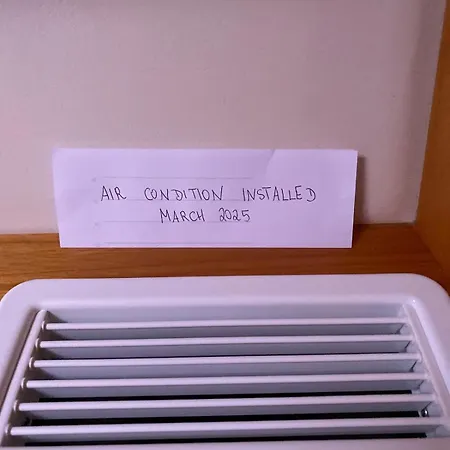 AIR CONDITION INSTALLED
MARCH 2025